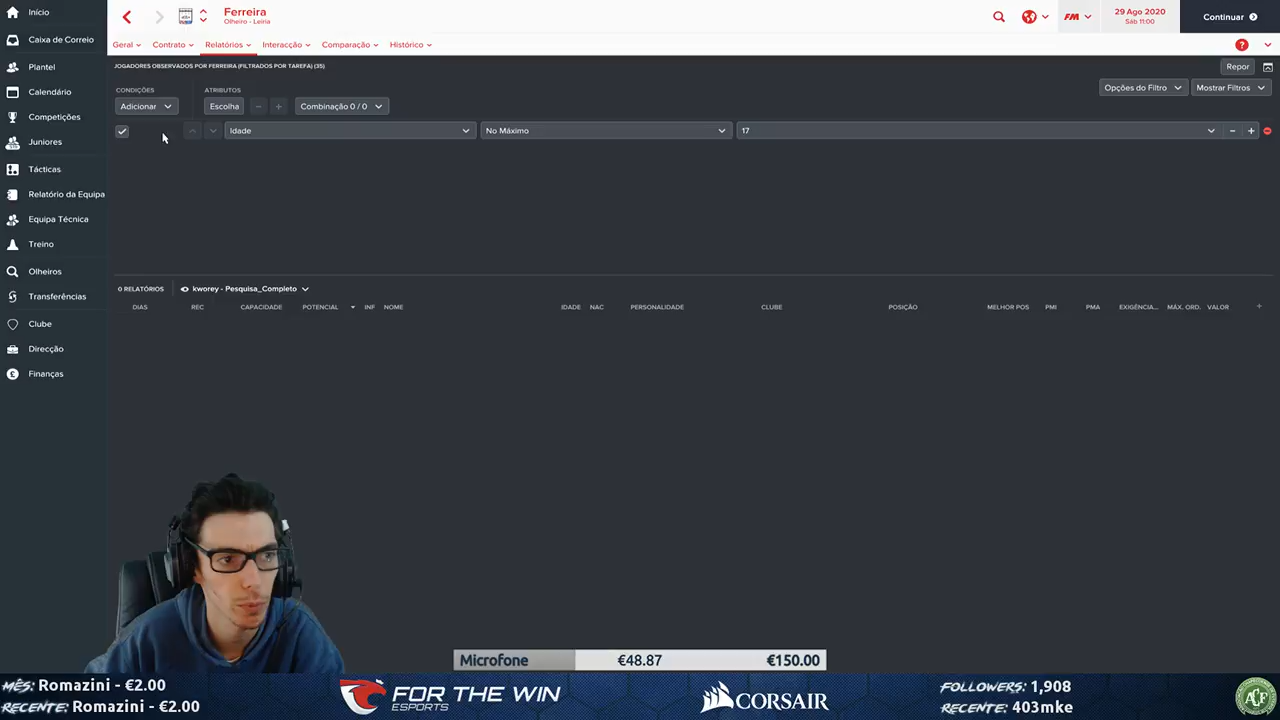 Início
Caixa de Correio
Plantel
Calendário
Competições
Juniores
Tácticas
Relatório da Equipa
Equipa Técnica
Treino
Olheiros
Transferências
Clube
Direcção
Finanças
Ferreira
Olheiro - Leiria
FM
29 Ago 2020
Sáb 11:00
Continuar
Geral
Contrato
Relatórios
Interacção
Comparação
Histórico
?
JOGADORES OBSERVADOS POR FERREIRA (FILTRADOS POR TAREFA) (35)
Repor
CONDIÇÕES
ATRIBUTOS
Opções do Filtro
Mostrar Filtros
Adicionar
Escolha
Combinação 0 / 0
Idade
No Máximo
17
0 RELATÓRIOS
kworey - Pesquisa_Completo
DIAS REC CAPACIDADE POTENCIAL INF NOME IDADE NAC PERSONALIDADE CLUBE POSIÇÃO MELHOR POS PMI PMA EXIGÊNCIA... MÁX. ORD. VALOR
Microfone €48.87 €150.00
MÊS: Romazini - €2.00
RECENTE: Romazini - €2.00
FOR THE WIN
ESPORTS
CORSAIR
FOLLOWERS: 1,908
RECENTE: 403mke
ACF